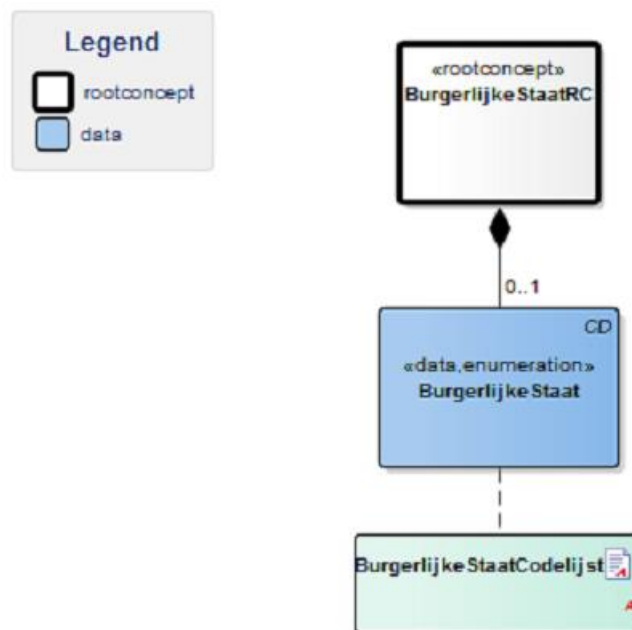 Legend
rootconcept
data
«rootconcept»
BurgerlijkeStaatRC
0..1
CD
«data,enumeration»
BurgerlijkeStaat
BurgerlijkeStaatCodelijst